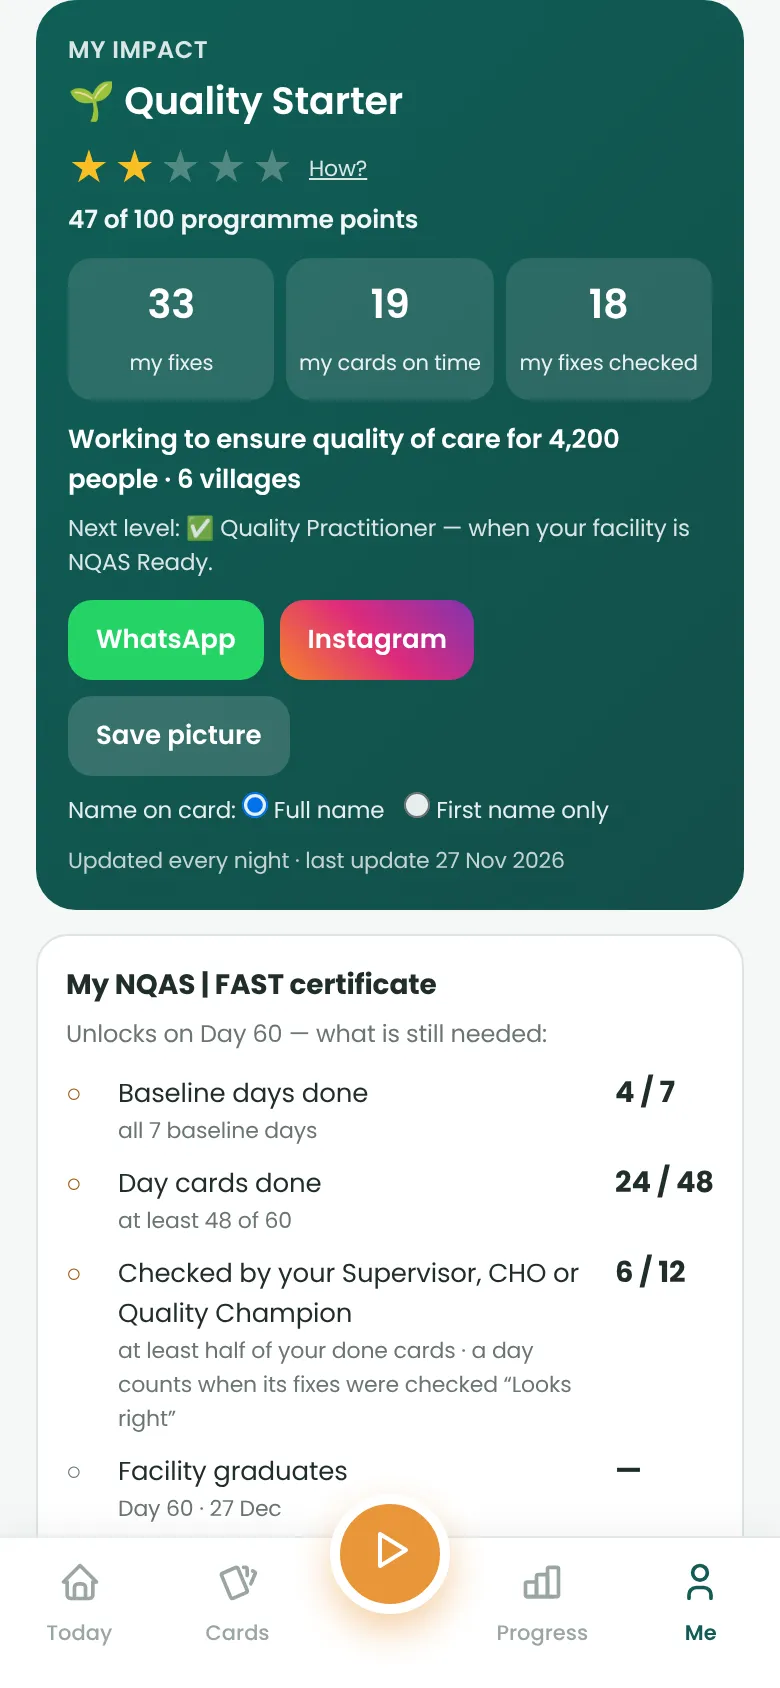 MY IMPACT
🌱 Quality Starter
★★★★★ How?
47 of 100 programme points
33
my fixes
19
my cards on time
18
my fixes checked
Working to ensure quality of care for 4,200
people · 6 villages
Next level: ✅ Quality Practitioner — when your facility is
NQAS Ready.
WhatsApp
Instagram
Save picture
Name on card: Full name First name only
Updated every night · last update 27 Nov 2026
My NQAS | FAST certificate
Unlocks on Day 60 — what is still needed:
Baseline days done 4 / 7
all 7 baseline days
Day cards done 24 / 48
at least 48 of 60
Checked by your Supervisor, CHO or 6 / 12
Quality Champion
at least half of your done cards · a day
counts when its fixes were checked “Looks
right”
Facility graduates —
Day 60 · 27 Dec
Today
Cards
Progress
Me